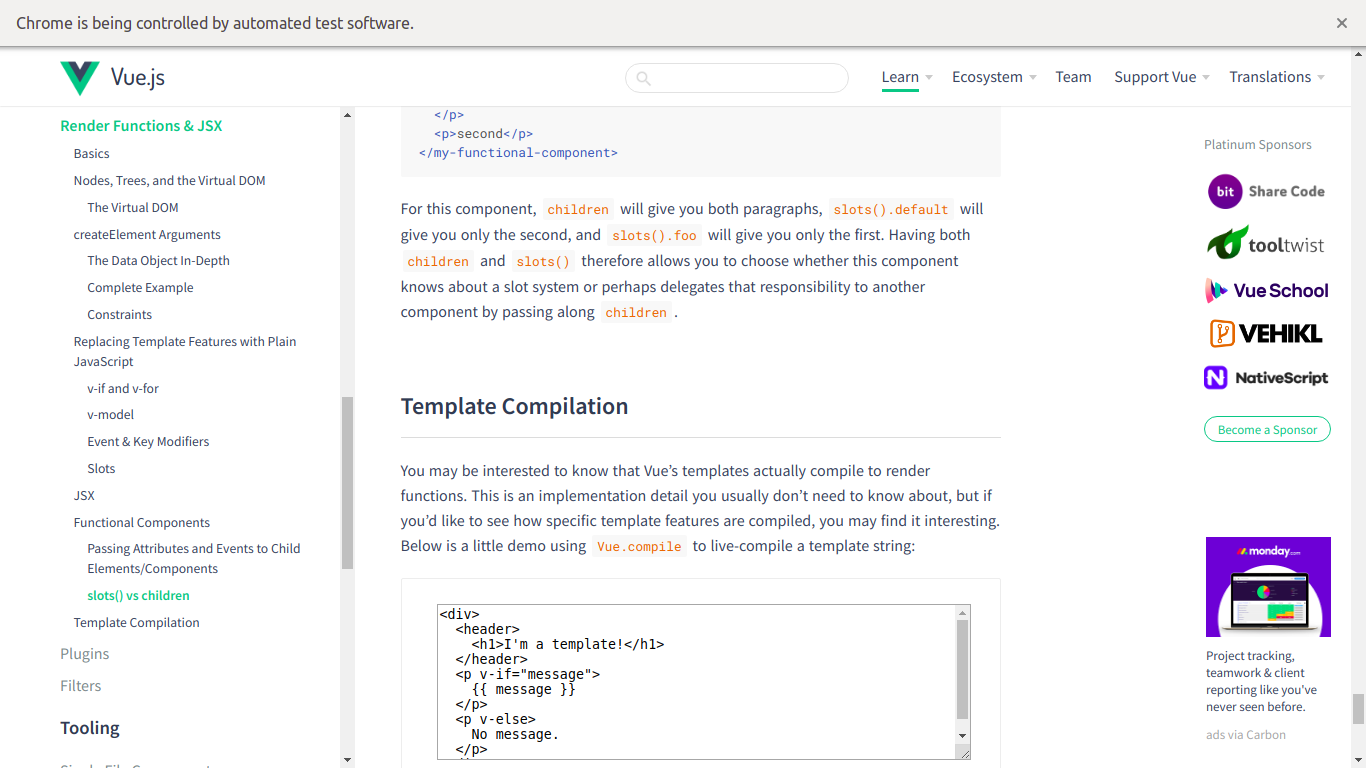 Chrome is being controlled by automated test software.
Vue.js
Learn
Ecosystem
Team
Support Vue
Translations
Render Functions & JSX
Basics
Nodes, Trees, and the Virtual DOM
The Virtual DOM
createElement Arguments
The Data Object In-Depth
Complete Example
Constraints
Replacing Template Features with Plain
JavaScript
v-if and v-for
v-model
Event & Key Modifiers
Slots
JSX
Functional Components
Passing Attributes and Events to Child
Elements/Components
slots() vs children
Template Compilation
Plugins
Filters
Tooling
</p>
<p>second</p>
</my-functional-component>
For this component, children will give you both paragraphs, slots().default will
give you only the second, and slots().foo will give you only the first. Having both
children and slots() therefore allows you to choose whether this component
knows about a slot system or perhaps delegates that responsibility to another
component by passing along children .
Template Compilation
You may be interested to know that Vue’s templates actually compile to render
functions. This is an implementation detail you usually don’t need to know about, but if
you’d like to see how specific template features are compiled, you may find it interesting.
Below is a little demo using Vue.compile to live-compile a template string:
<div>
<header>
<h1>I'm a template!</h1>
</header>
<p v-if="message">
{{ message }}
</p>
<p v-else>
No message.
</p>
Platinum Sponsors
bit Share Code
tooltwist
Vue School
VEHIKL
NativeScript
Become a Sponsor
monday.com
Project tracking,
teamwork & client
reporting like you've
never seen before.
ads via Carbon